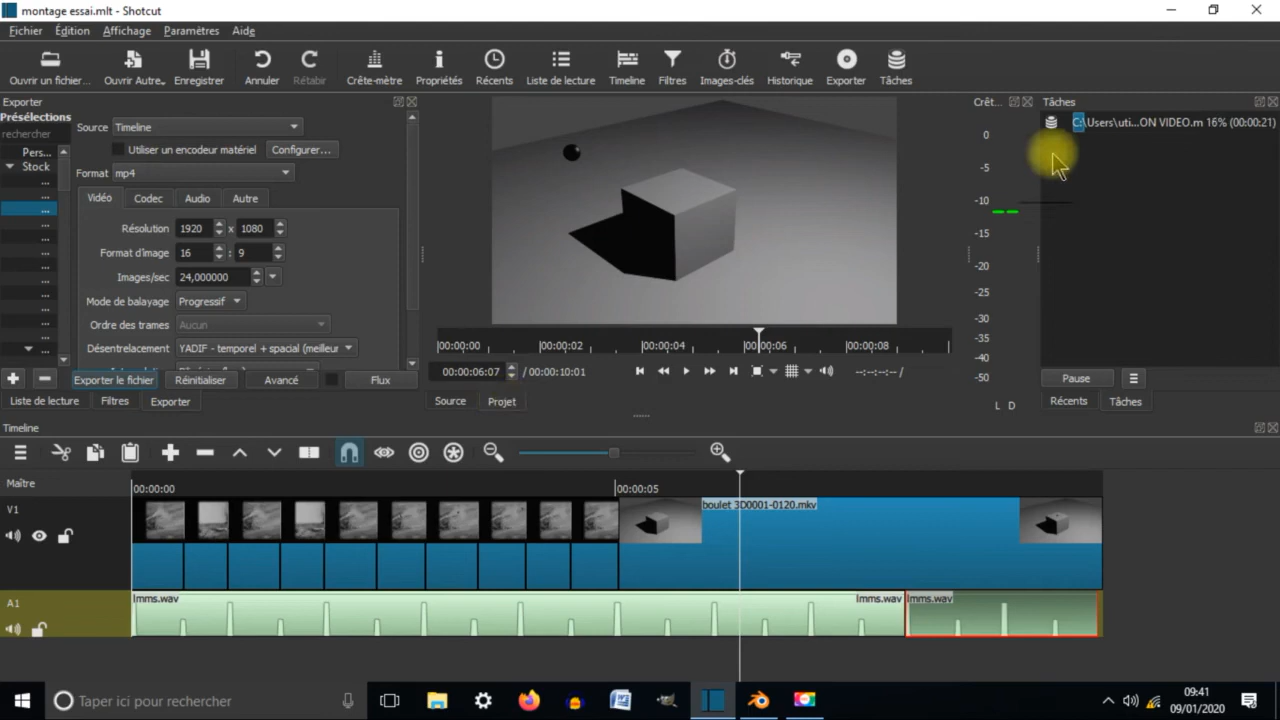 montage essai.mlt - Shotcut
Fichier Édition Affichage Paramètres Aide
Ouvrir un fichier... Ouvrir Autre.. Enregistrer Annuler Rétablir Crête-mètre Propriétés Récents Liste de lecture Timeline Filtres Images-clés Historique Exporter Tâches
Exporter
Présélections
rechercher
Pers...
Stock
...
...
...
...
...
...
...
...
...
...
...
...
Source Timeline
Utiliser un encodeur matériel Configurer...
Format mp4
Vidéo Codec Audio Autre
Résolution 1920 x 1080
Format d'image 16 : 9
Images/sec 24,000000
Mode de balayage Progressif
Ordre des trames Aucun
Désentrelacement YADIF - temporel + spacial (meilleur
Exporter le fichier Réinitialiser Avancé Flux
Liste de lecture Filtres Exporter
00:00:00 00:00:02 00:00:04 00:00:06 00:00:08
00:00:06:07 / 00:00:10:01 --:--:--:-- /
Source Projet
Crêt...
0
-5
-10
-15
-20
-25
-30
-35
-40
-50
L D
Tâches
C:\Users\uti...ON VIDEO.m 16% (00:00:21)
Pause
Récents Tâches
Timeline
Maître
00:00:00 00:00:05
V1
boulet 3D0001-0120.mkv
A1
lmms.wav lmms.wav lmms.wav
Taper ici pour rechercher
09:41
09/01/2020